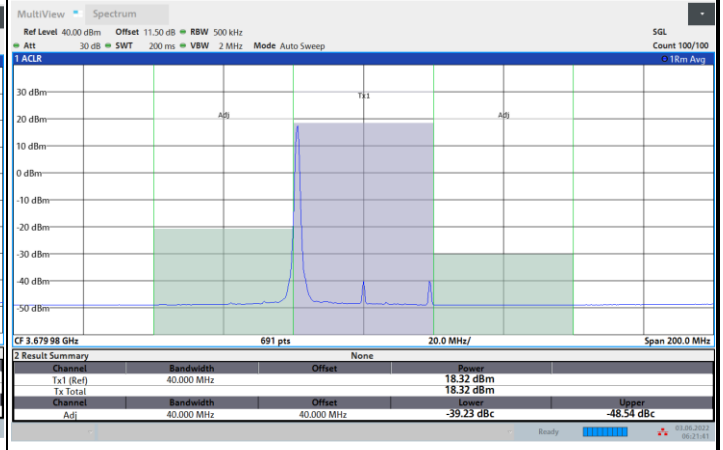 MultiView Spectrum
Ref Level 40.00 dBm Offset 11.50 dB RBW 500 kHz SGL
Att 30 dB SWT 200 ms VBW 2 MHz Mode Auto Sweep Count 100/100
1 ACLR 1Rm Avg
Tx1
Adj Adj
30 dBm
20 dBm
10 dBm
0 dBm
-10 dBm
-20 dBm
-30 dBm
-40 dBm
-50 dBm
CF 3.679 98 GHz 691 pts 20.0 MHz/ Span 200.0 MHz
2 Result Summary None
Channel Bandwidth Offset Power
Tx1 (Ref) 40.000 MHz 18.32 dBm
Tx Total 18.32 dBm
Channel Bandwidth Offset Lower Upper
Adj 40.000 MHz 40.000 MHz -39.23 dBc -48.54 dBc
Ready 03.06.2022
06:21:41